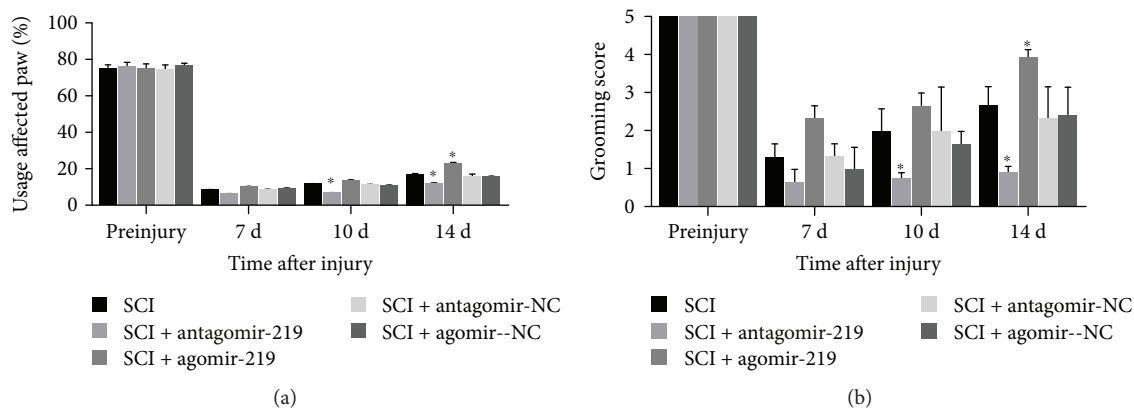 100
80
60
40
20
0
Usage affected paw (%)
* * *
Preinjury 7 d 10 d 14 d
Time after injury
SCI
SCI + antagomir-219
SCI + agomir-219
SCI + antagomir-NC
SCI + agomir--NC
(a)
5
4
3
2
1
0
Grooming score
* * *
Preinjury 7 d 10 d 14 d
Time after injury
SCI
SCI + antagomir-219
SCI + agomir-219
SCI + antagomir-NC
SCI + agomir--NC
(b)